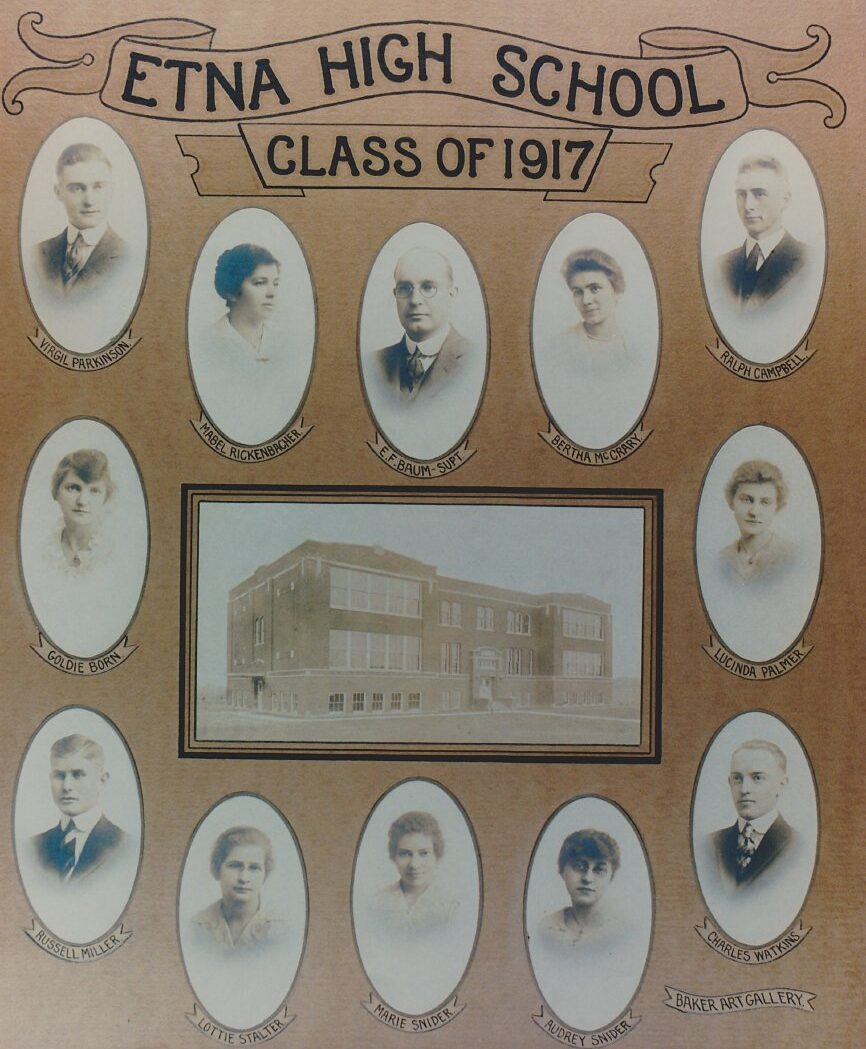 ETNA HIGH SCHOOL
CLASS OF 1917
VIRGIL PARKINSON.
MABEL RICKENBACHER
E.F. BAUM-SUPT.
BERTHA McCRARY
RALPH CAMPBELL
GOLDIE BORN
LUCINDA PALMER
RUSSELL MILLER
LOTTIE STALTER
MARIE SNIDER
AUDREY SNIDER
CHARLES WATKINS
BAKER ART GALLERY.